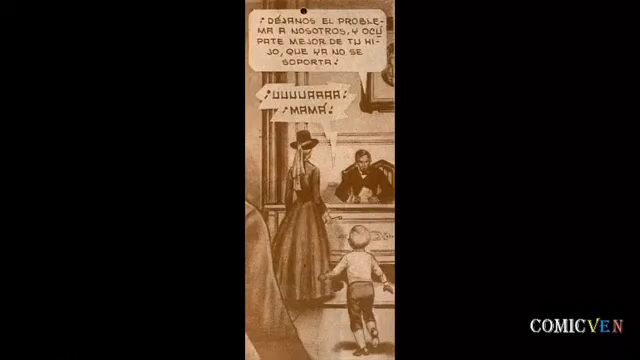 ¡DÉJANOS EL PROBLE-
MA A NOSOTROS, Y OCÚ
PATE MEJOR DE TU HI-
JO, QUE YA NO SE
SOPORTA!
¡UUUUAAAA!
¡MAMÁ!
COMICVEN